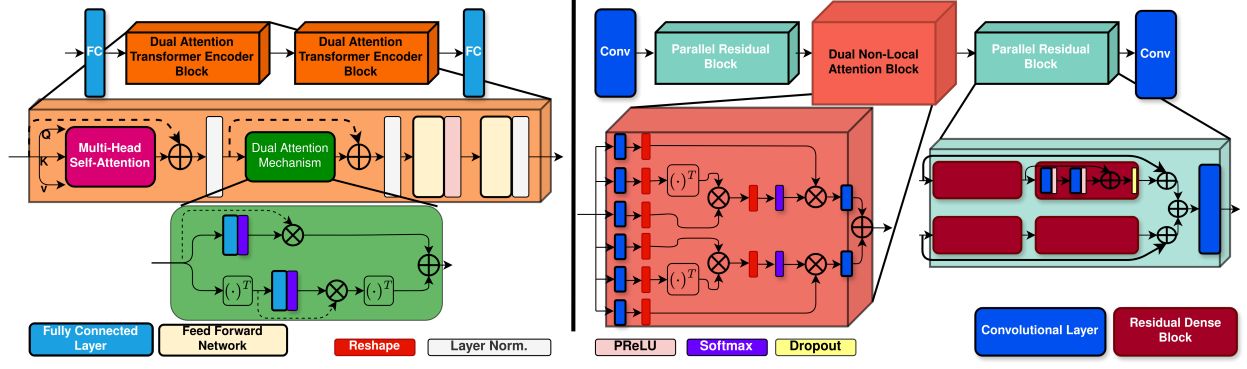 FC
Dual Attention
Transformer Encoder
Block
Dual Attention
Transformer Encoder
Block
FC
Q
K
V
Multi-Head
Self-Attention
Dual Attention
Mechanism
(·)^T
(·)^T
Fully Connected
Layer
Feed Forward
Network
Reshape
Layer Norm.
Conv
Parallel Residual
Block
Dual Non-Local
Attention Block
Parallel Residual
Block
Conv
(·)^T
(·)^T
PReLU
Softmax
Dropout
Convolutional Layer
Residual Dense
Block